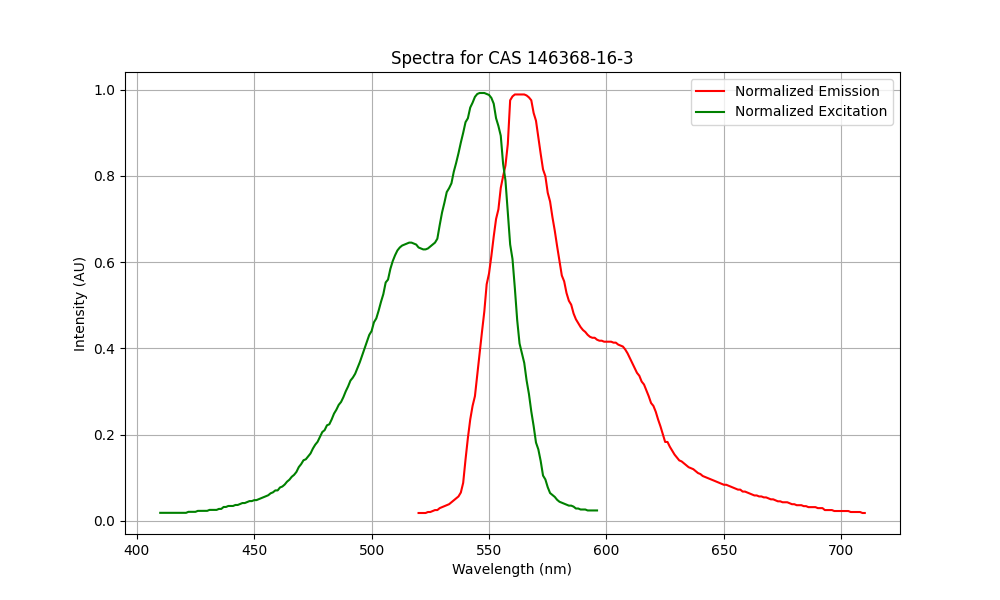 Spectra for CAS 146368-16-3
Normalized Emission
Normalized Excitation
1.0
0.8
0.6
0.4
0.2
0.0
Intensity (AU)
400 450 500 550 600 650 700
Wavelength (nm)